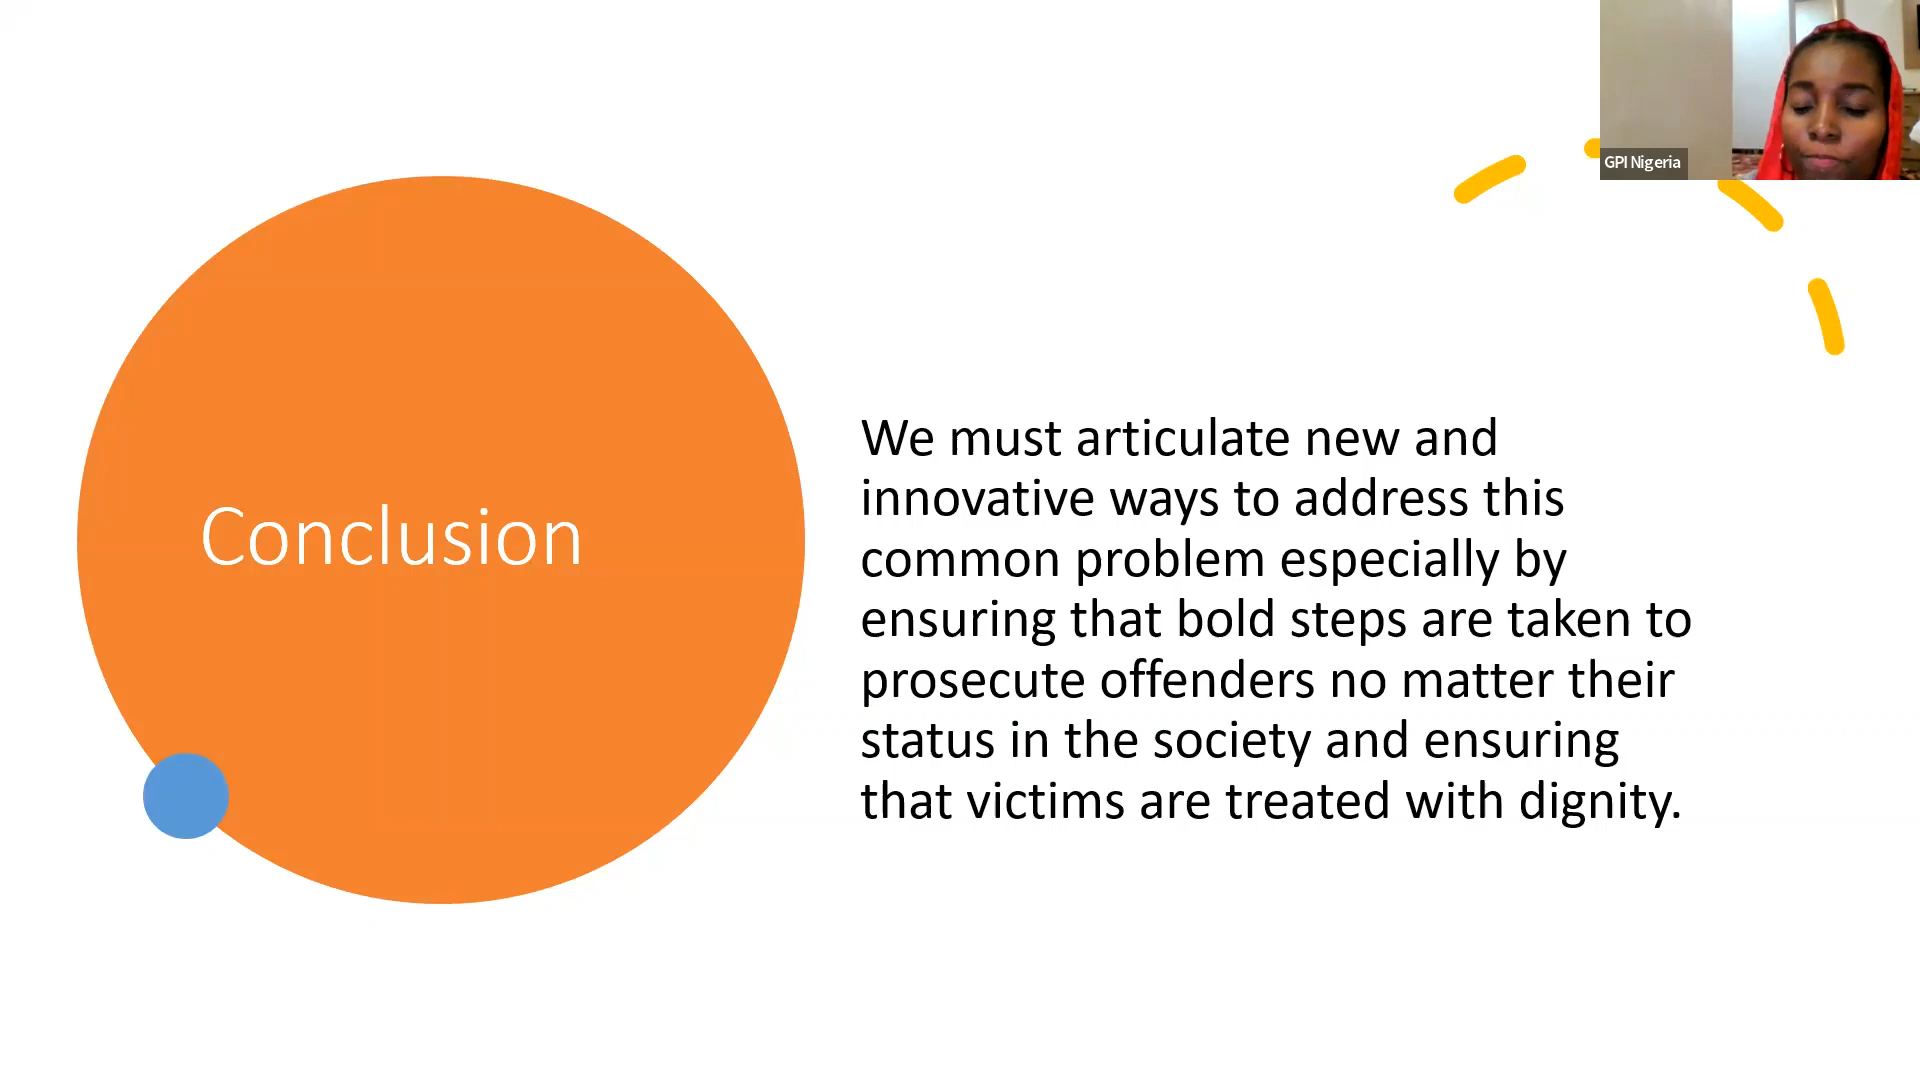 GPI Nigeria
Conclusion
We must articulate new and
innovative ways to address this
common problem especially by
ensuring that bold steps are taken to
prosecute offenders no matter their
status in the society and ensuring
that victims are treated with dignity.